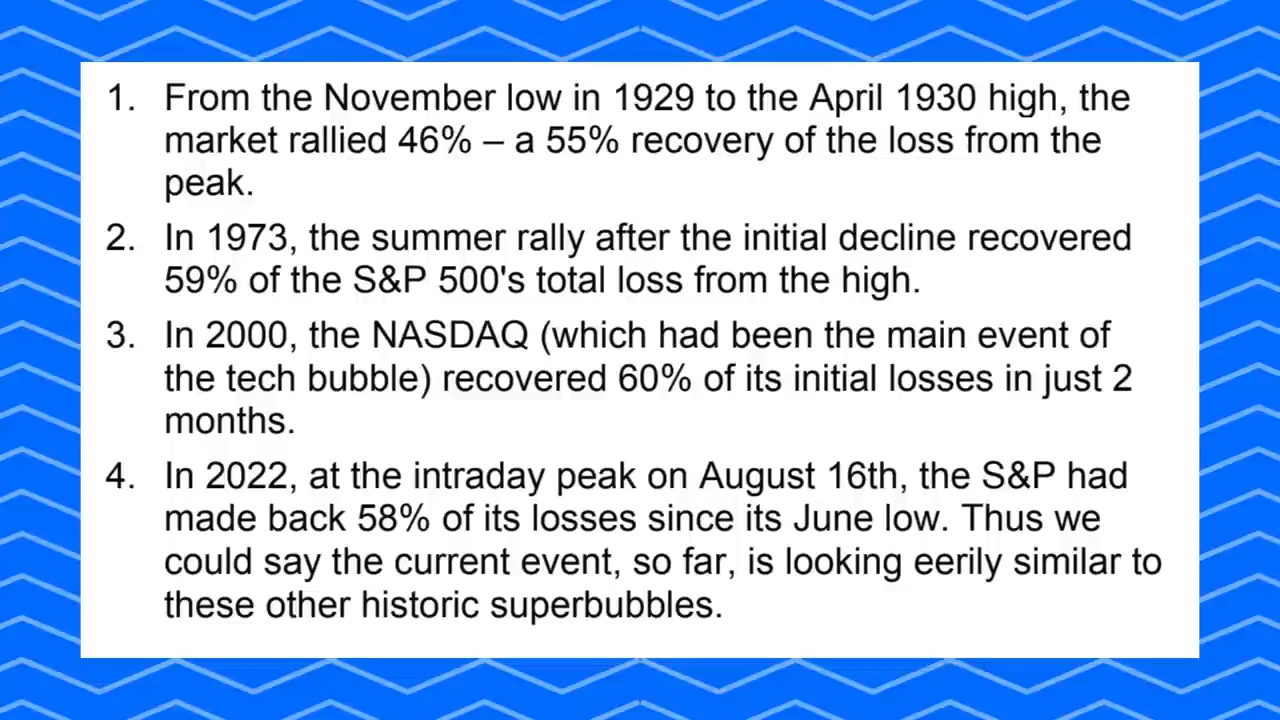 1. From the November low in 1929 to the April 1930 high, the
market rallied 46% – a 55% recovery of the loss from the
peak.
2. In 1973, the summer rally after the initial decline recovered
59% of the S&P 500's total loss from the high.
3. In 2000, the NASDAQ (which had been the main event of
the tech bubble) recovered 60% of its initial losses in just 2
months.
4. In 2022, at the intraday peak on August 16th, the S&P had
made back 58% of its losses since its June low. Thus we
could say the current event, so far, is looking eerily similar to
these other historic superbubbles.